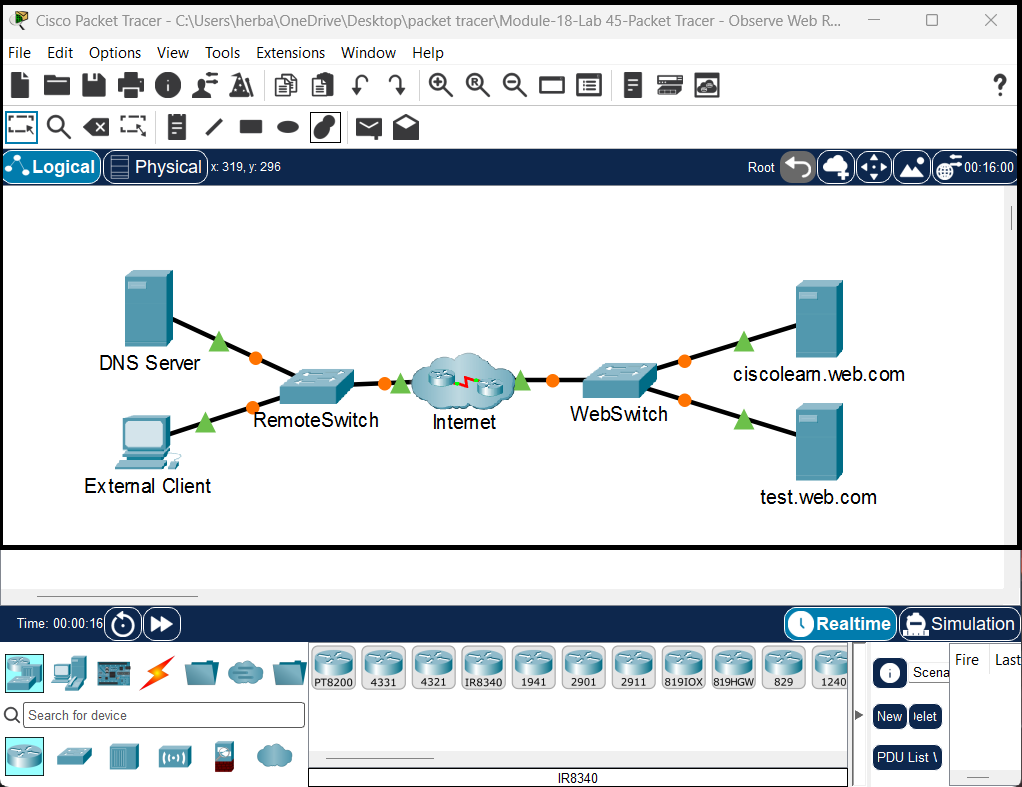 Cisco Packet Tracer - C:\Users\herba\OneDrive\Desktop\packet tracer\Module-18-Lab 45-Packet Tracer - Observe Web R...
File Edit Options View Tools Extensions Window Help
Logical Physical x: 319, y: 296 Root 00:16:00
DNS Server
ciscolearn.web.com
RemoteSwitch
Internet
WebSwitch
External Client
test.web.com
Time: 00:00:16 Realtime Simulation
PT8200 4331 4321 IR8340 1941 2901 2911 819IOX 819HGW 829 1240
Scena
Fire Last
Search for device
New Delet
PDU List
IR8340